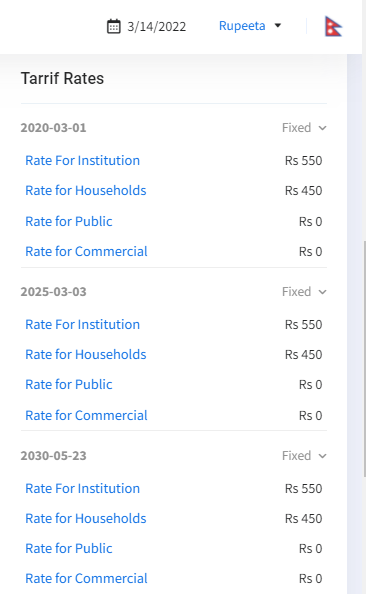 3/14/2022 Rupeeta
Tarrif Rates
2020-03-01 Fixed
Rate For Institution Rs 550
Rate for Households Rs 450
Rate for Public Rs 0
Rate for Commercial Rs 0
2025-03-03 Fixed
Rate For Institution Rs 550
Rate for Households Rs 450
Rate for Public Rs 0
Rate for Commercial Rs 0
2030-05-23 Fixed
Rate For Institution Rs 550
Rate for Households Rs 450
Rate for Public Rs 0
Rate for Commercial Rs 0